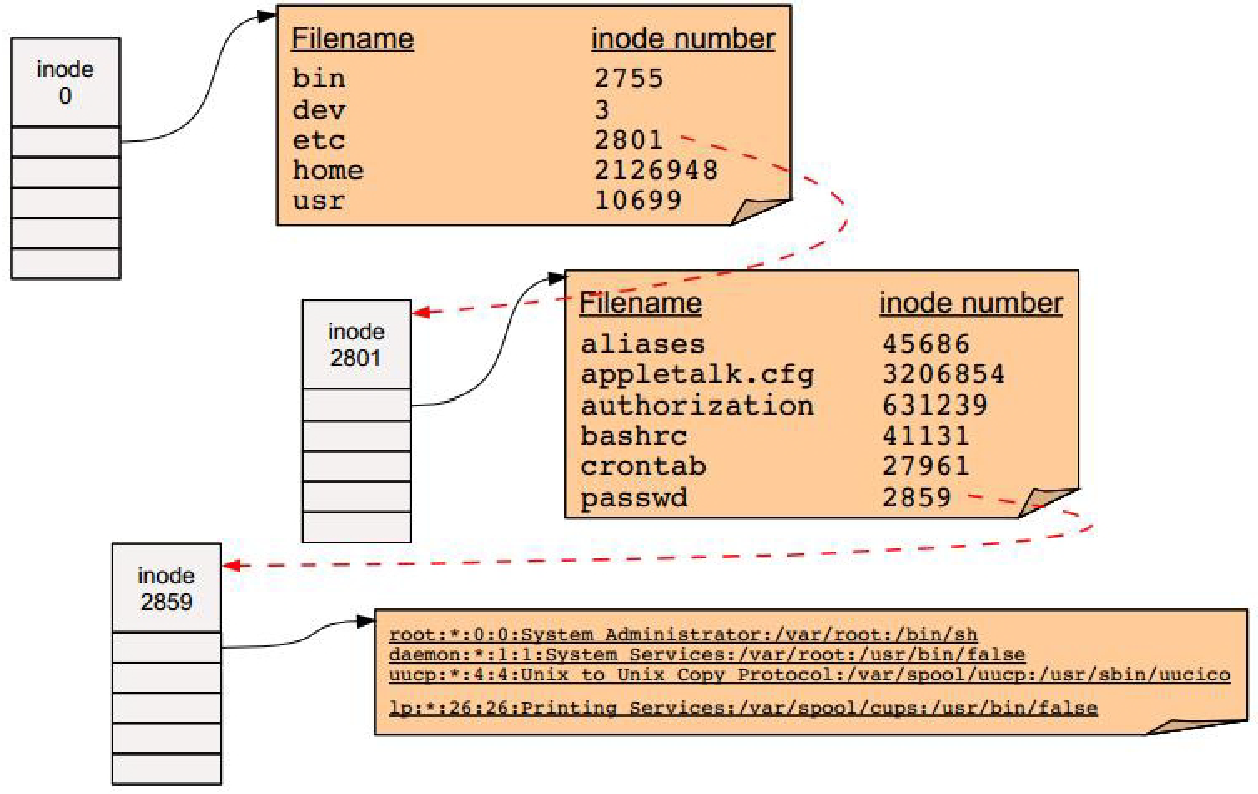 inode
0
Filename inode number
bin 2755
dev 3
etc 2801
home 2126948
usr 10699
inode
2801
Filename inode number
aliases 45686
appletalk.cfg 3206854
authorization 631239
bashrc 41131
crontab 27961
passwd 2859
inode
2859
root:*:0:0:System Administrator:/var/root:/bin/sh
daemon:*:1:1:System Services:/var/root:/usr/bin/false
uucp:*:4:4:Unix to Unix Copy Protocol:/var/spool/uucp:/usr/sbin/uucico
lp:*:26:26:Printing Services:/var/spool/cups:/usr/bin/false